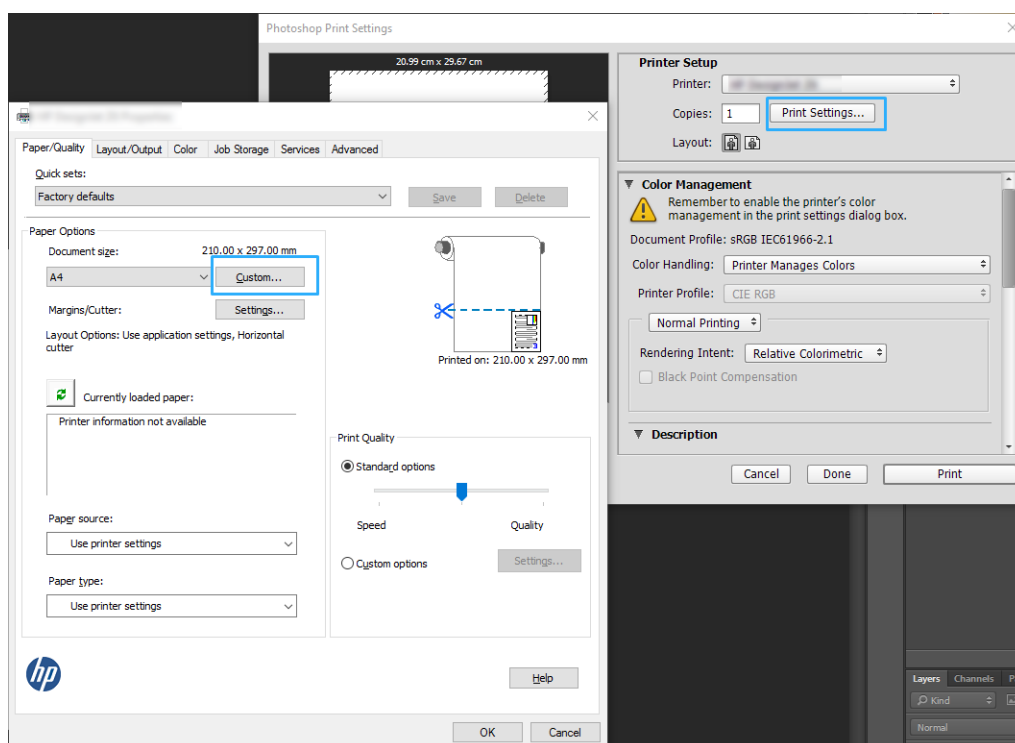 Photoshop Print Settings
20.99 cm x 29.67 cm
Printer Setup
Printer:
Copies: 1 Print Settings...
Layout:
Color Management
Remember to enable the printer's color
management in the print settings dialog box.
Document Profile: sRGB IEC61966-2.1
Color Handling: Printer Manages Colors
Printer Profile: CIE RGB
Normal Printing
Rendering Intent: Relative Colorimetric
Black Point Compensation
Description
Cancel Done Print
Paper/Quality Layout/Output Color Job Storage Services Advanced
Quick sets:
Factory defaults Save Delete
Paper Options
Document size: 210.00 x 297.00 mm
A4 Custom...
Margins/Cutter: Settings...
Layout Options: Use application settings, Horizontal
cutter
Printed on: 210.00 x 297.00 mm
Currently loaded paper:
Printer information not available
Print Quality
Standard options
Speed Quality
Custom options Settings...
Paper source:
Use printer settings
Paper type:
Use printer settings
hp
Help
OK Cancel
Layers Channels P
Kind
Normal